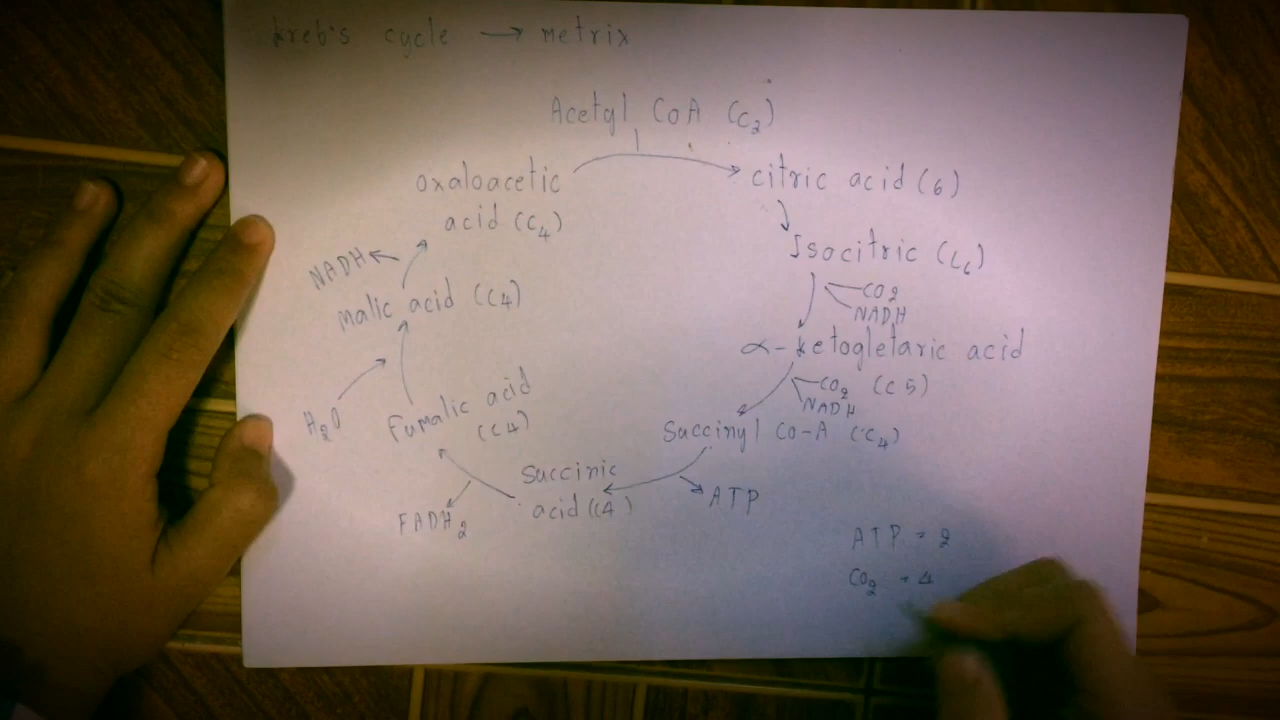 kreb's cycle → metrix
Acetyl CoA (C2)
oxaloacetic
acid (C4)
citric acid (6)
Isocitric (C6)
CO2
NADH
α-ketogletaric acid
(C5)
CO2
NADH
Succinyl Co-A (C4)
ATP
Succinic
acid (C4)
FADH2
Fumalic acid
(C4)
H2O
Malic acid (C4)
NADH
ATP = 2
CO2 = 4